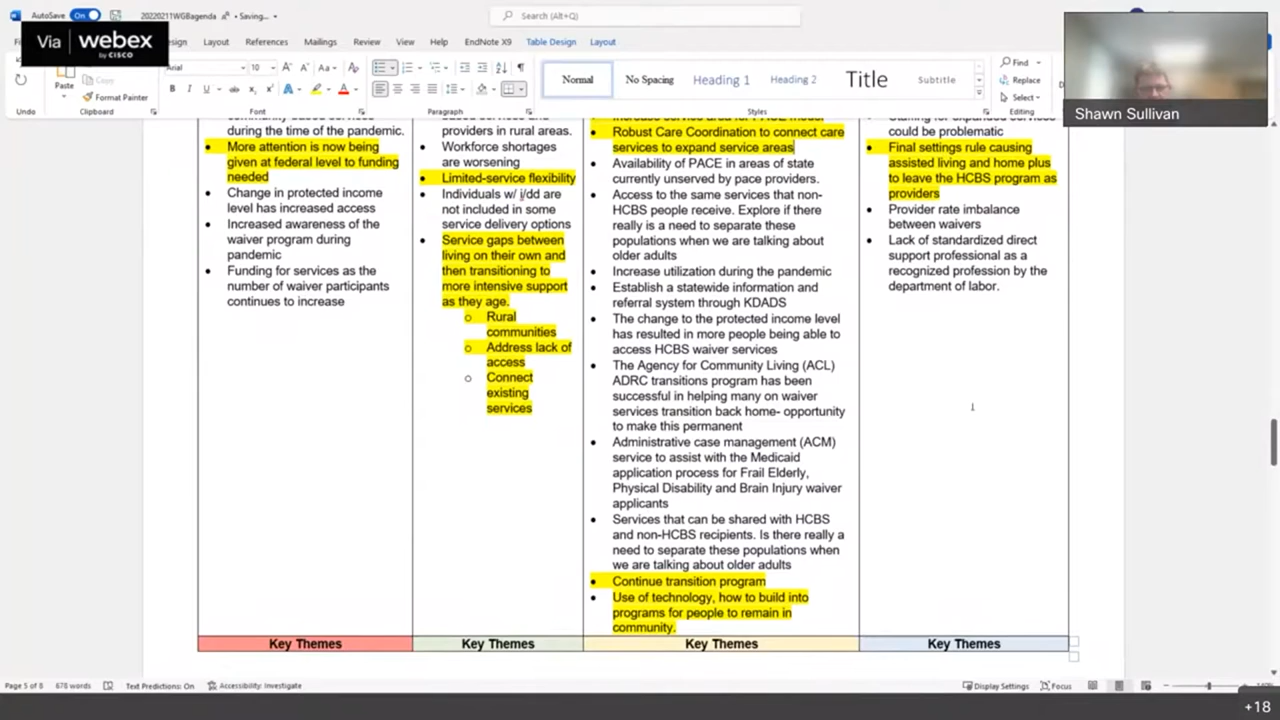 AutoSave On 20220211WGBagenda • Saving...
Search (Alt+Q)
Via webex
by CISCO
Layout References Mailings Review View Help EndNote X9 Table Design Layout
Paste
Copy
Format Painter
Arial 10
Normal No Spacing Heading 1 Heading 2 Title Subtitle
Find
Replace
Select
Undo Clipboard Font Paragraph Styles Editing
Shawn Sullivan
during the time of the pandemic.
• More attention is now being
given at federal level to funding
needed
• Change in protected income
level has increased access
• Increased awareness of the
waiver program during
pandemic
• Funding for services as the
number of waiver participants
continues to increase
providers in rural areas.
• Workforce shortages
are worsening
• Limited-service flexibility
• Individuals w/ i/dd are
not included in some
service delivery options
• Service gaps between
living on their own and
then transitioning to
more intensive support
as they age.
o Rural
communities
o Address lack of
access
o Connect
existing
services
• Robust Care Coordination to connect care
services to expand service areas
• Availability of PACE in areas of state
currently unserved by pace providers.
• Access to the same services that non-
HCBS people receive. Explore if there
really is a need to separate these
populations when we are talking about
older adults
• Increase utilization during the pandemic
• Establish a statewide information and
referral system through KDADS
• The change to the protected income level
has resulted in more people being able to
access HCBS waiver services
• The Agency for Community Living (ACL)
ADRC transitions program has been
successful in helping many on waiver
services transition back home- opportunity
to make this permanent
• Administrative case management (ACM)
service to assist with the Medicaid
application process for Frail Elderly,
Physical Disability and Brain Injury waiver
applicants
• Services that can be shared with HCBS
and non-HCBS recipients. Is there really a
need to separate these populations when
we are talking about older adults
• Continue transition program
• Use of technology, how to build into
programs for people to remain in
community.
could be problematic
• Final settings rule causing
assisted living and home plus
to leave the HCBS program as
providers
• Provider rate imbalance
between waivers
• Lack of standardized direct
support professional as a
recognized profession by the
department of labor.
Key Themes Key Themes Key Themes Key Themes
Page 5 of 8 678 words Text Predictions: On Accessibility: Investigate Display Settings Focus
+18